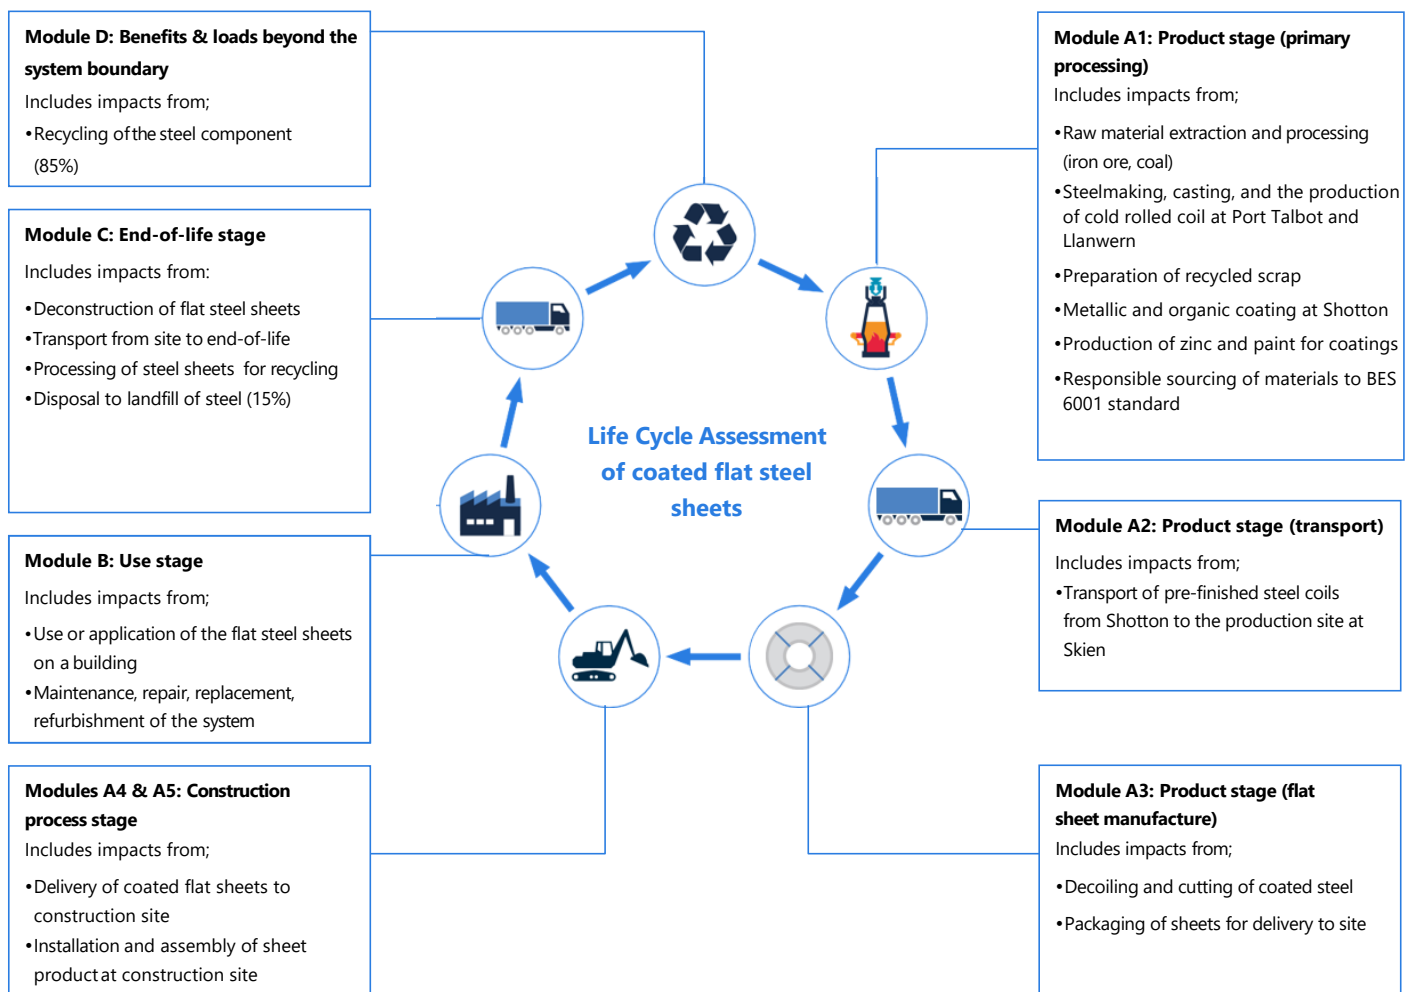 Module D: Benefits & loads beyond the
system boundary
Includes impacts from;
•Recycling of the steel component
(85%)
Module C: End-of-life stage
Includes impacts from:
•Deconstruction of flat steel sheets
•Transport from site to end-of-life
•Processing of steel sheets for recycling
•Disposal to landfill of steel (15%)
Module B: Use stage
Includes impacts from;
•Use or application of the flat steel sheets
on a building
•Maintenance, repair, replacement,
refurbishment of the system
Modules A4 & A5: Construction
process stage
Includes impacts from;
•Delivery of coated flat sheets to
construction site
•Installation and assembly of sheet
product at construction site
Life Cycle Assessment
of coated flat steel
sheets
Module A1: Product stage (primary
processing)
Includes impacts from;
•Raw material extraction and processing
(iron ore, coal)
•Steelmaking, casting, and the production
of cold rolled coil at Port Talbot and
Llanwern
•Preparation of recycled scrap
•Metallic and organic coating at Shotton
•Production of zinc and paint for coatings
•Responsible sourcing of materials to BES
6001 standard
Module A2: Product stage (transport)
Includes impacts from;
•Transport of pre-finished steel coils
from Shotton to the production site at
Skien
Module A3: Product stage (flat
sheet manufacture)
Includes impacts from;
•Decoiling and cutting of coated steel
•Packaging of sheets for delivery to site